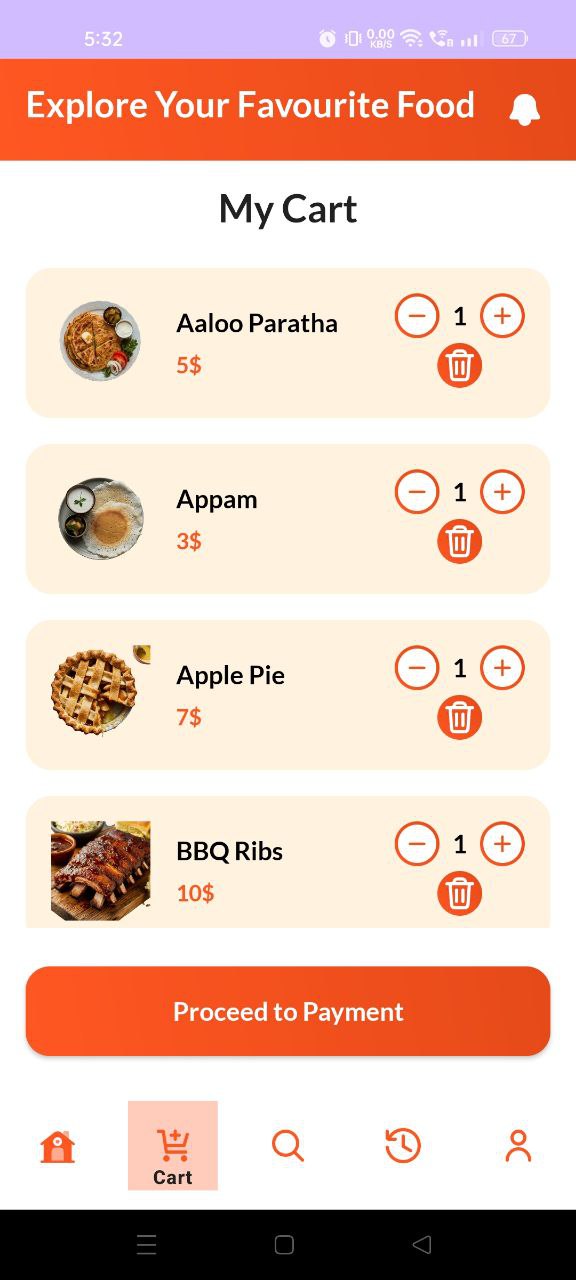 5:32
0.00
KB/S
67
Explore Your Favourite Food
My Cart
Aaloo Paratha
1
5$
Appam
1
3$
Apple Pie
1
7$
BBQ Ribs
1
10$
Proceed to Payment
Cart